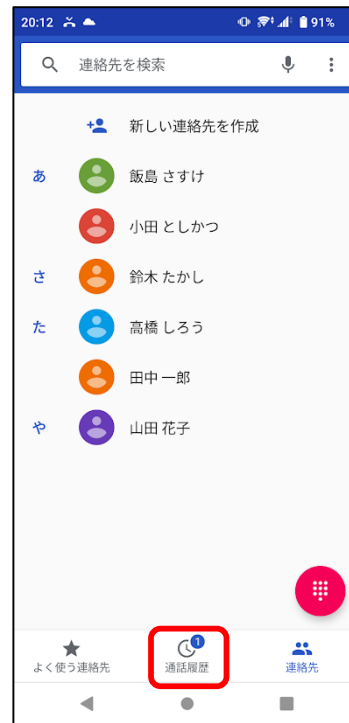 20:12 91%
連絡先を検索
新しい連絡先を作成
あ 飯島 さすけ
小田 としかつ
さ 鈴木 たかし
た 高橋 しろう
田中 一郎
や 山田 花子
1
よく使う連絡先 通話履歴 連絡先